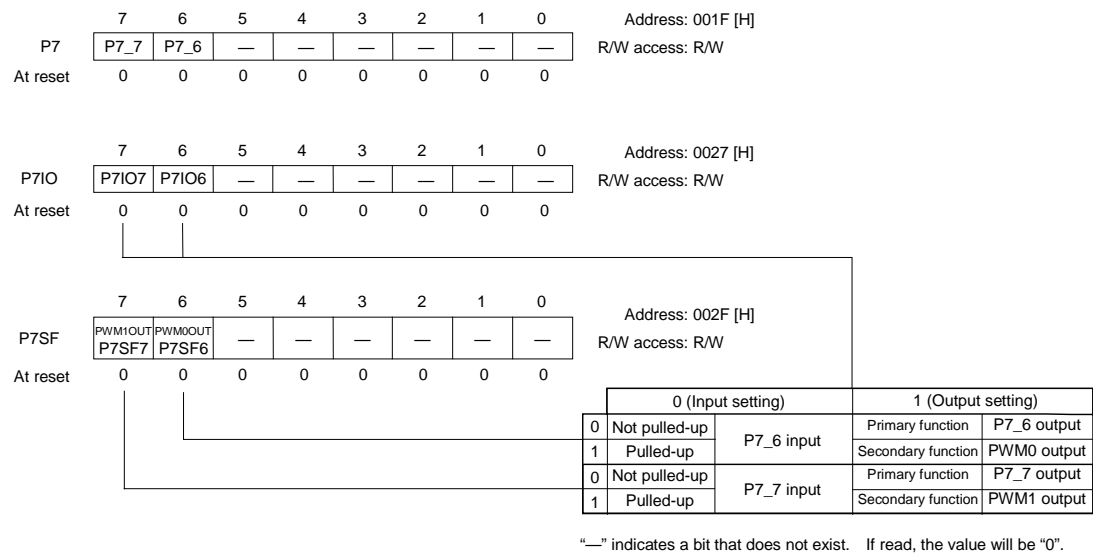 7 6 5 4 3 2 1 0 Address: 001F [H]
P7 P7_7 P7_6 — — — — — — R/W access: R/W
At reset 0 0 0 0 0 0 0 0
7 6 5 4 3 2 1 0 Address: 0027 [H]
P7IO P7IO7 P7IO6 — — — — — — R/W access: R/W
At reset 0 0 0 0 0 0 0 0
7 6 5 4 3 2 1 0 Address: 002F [H]
PWM1OUT PWM0OUT
P7SF P7SF7 P7SF6 — — — — — — R/W access: R/W
At reset 0 0 0 0 0 0 0 0
0 (Input setting) 1 (Output setting)
0 Not pulled-up P7_6 input Primary function P7_6 output
1 Pulled-up Secondary function PWM0 output
0 Not pulled-up P7_7 input Primary function P7_7 output
1 Pulled-up Secondary function PWM1 output
“—” indicates a bit that does not exist. If read, the value will be “0”.